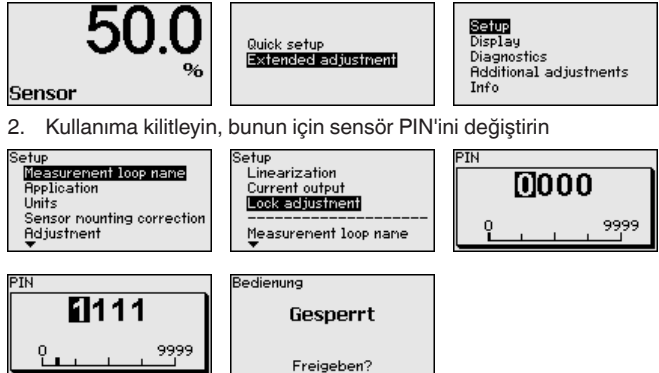 50.0
%
Sensor
Quick setup
Extended adjustment
Setup
Display
Diagnostics
Additional adjustments
Info
2. Kullanıma kilitleyin, bunun için sensör PIN'ini değiştirin
Setup
Measurement loop name
Application
Units
Sensor mounting correction
Adjustment
Setup
Linearization
Current output
Lock adjustment
Measurement loop name
PIN
0000
0 9999
PIN
1111
0 9999
Bedienung
Gesperrt
Freigeben?